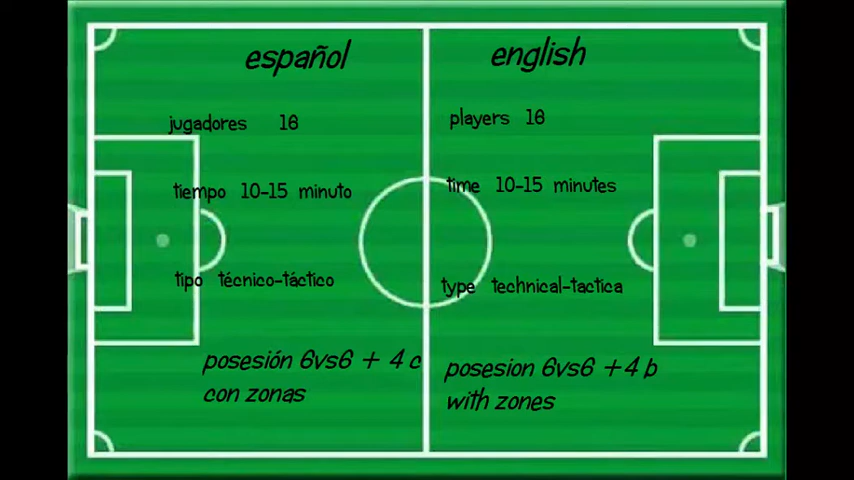 español
jugadores 16
tiempo 10-15 minuto
tipo técnico-táctico
posesión 6vs6 + 4 c
con zonas
english
players 16
time 10-15 minutes
type technical-tactica
posesion 6vs6 +4 b
with zones